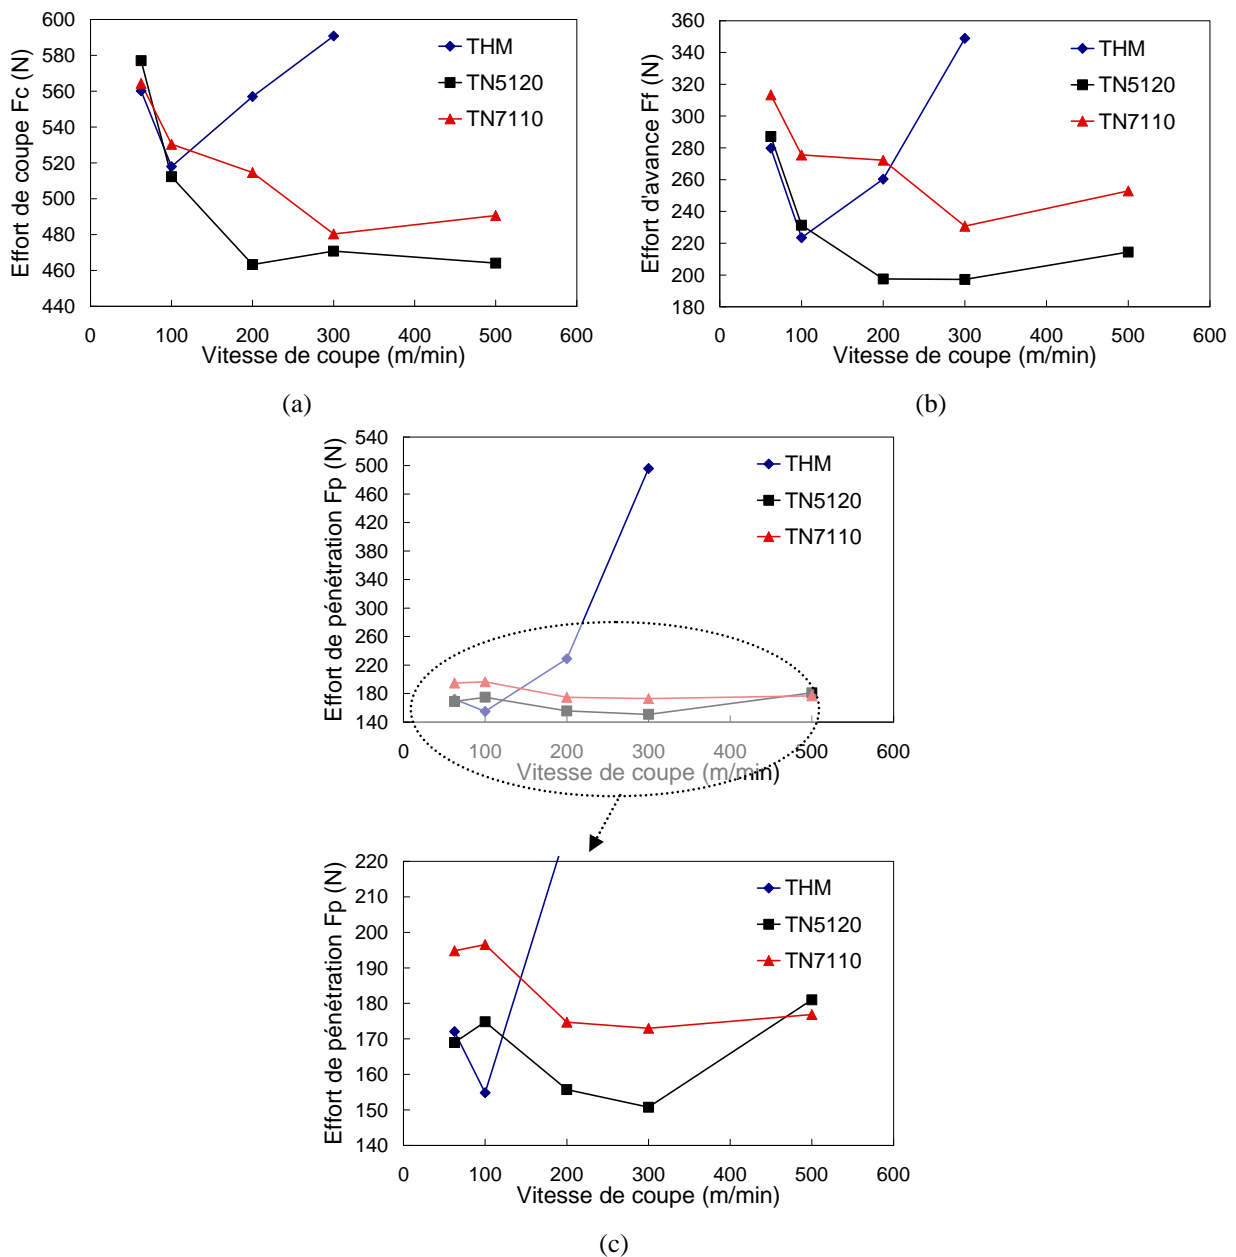 Effort de coupe Fc (N)
600
580
560
540
520
500
480
460
440
0 100 200 300 400 500 600
Vitesse de coupe (m/min)
THM
TN5120
TN7110
(a)
Effort d'avance Ff (N)
360
340
320
300
280
260
240
220
200
180
0 100 200 300 400 500 600
Vitesse de coupe (m/min)
THM
TN5120
TN7110
(b)
Effort de pénétration Fp (N)
540
500
460
420
380
340
300
260
220
180
140
0 100 200 300 400 500 600
Vitesse de coupe (m/min)
THM
TN5120
TN7110
Effort de pénétration Fp (N)
220
210
200
190
180
170
160
150
140
0 100 200 300 400 500 600
Vitesse de coupe (m/min)
THM
TN5120
TN7110
(c)